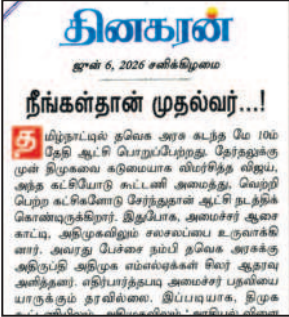 தினகரன்
ஜுன் 6, 2026 சனிக்கிழமை
நீங்கள்தான் முதல்வர்...!
தமிழ்நாட்டில் தவெக அரசு கடந்த மே 10ம்
தேதி ஆட்சி பொறுப்பேற்றது. தேர்தலுக்கு
முன் திமுகவை கடுமையாக விமர்சித்த விஜய்,
அந்த கட்சியோடு கூட்டணி அமைத்து, வெற்றி
பெற்ற கட்சிகளோடு சேர்ந்துதான் ஆட்சி நடத்திக்
கொண்டிருக்கிறார். இதுபோக, அமைச்சர் ஆசை
காட்டி, அதிமுகவிலும் சலசலப்பை உருவாக்கி
னார். அவரது பேச்சை நம்பி தவெக அரசுக்கு
அதிருப்தி அதிமுக எம்எல்ஏக்கள் சிலர் ஆதரவு
அளித்தனர். எதிர்பார்த்தபடி அமைச்சர் பதவியை
யாருக்கும் தரவில்லை. இப்படியாக, திமுக